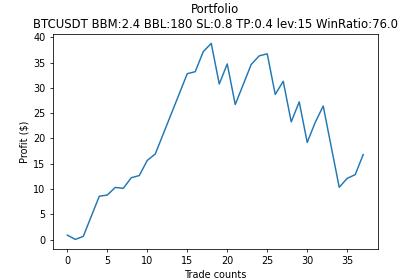 Portfolio
BTCUSDT BBM:2.4 BBL:180 SL:0.8 TP:0.4 lev:15 WinRatio:76.0
40
35
30
25
20
15
10
5
0
Profit ($)
0 5 10 15 20 25 30 35
Trade counts